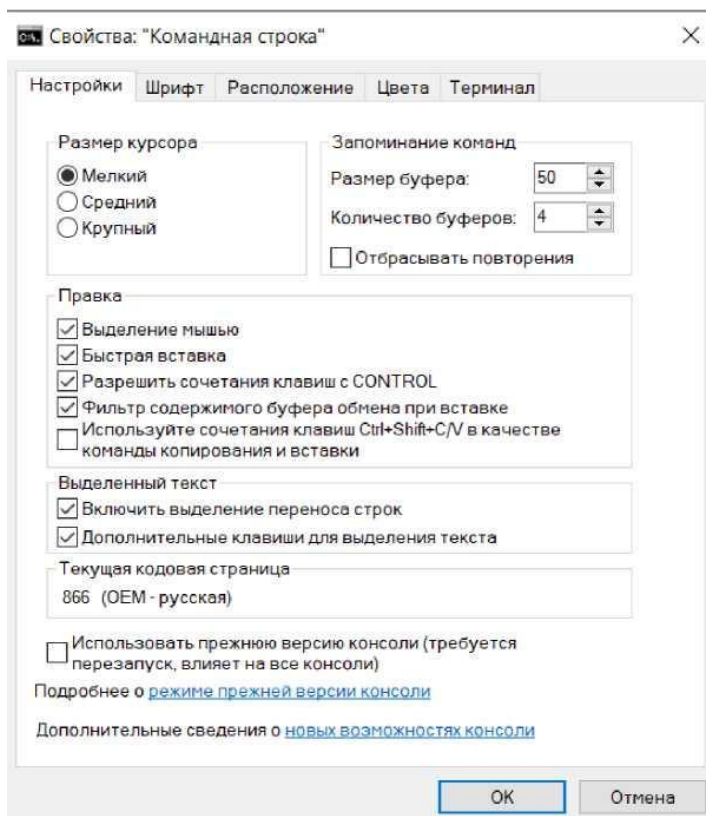 Свойства: "Командная строка"
Настройки Шрифт Расположение Цвета Терминал
Размер курсора
Мелкий
Средний
Крупный
Запоминание команд
Размер буфера: 50
Количество буферов: 4
Отбрасывать повторения
Правка
Выделение мышью
Быстрая вставка
Разрешить сочетания клавиш с CONTROL
Фильтр содержимого буфера обмена при вставке
Используйте сочетания клавиш Ctrl+Shift+C/V в качестве
команды копирования и вставки
Выделенный текст
Включить выделение переноса строк
Дополнительные клавиши для выделения текста
Текущая кодовая страница
866 (OEM - русская)
Использовать прежнюю версию консоли (требуется
перезапуск, влияет на все консоли)
Подробнее о режиме прежней версии консоли
Дополнительные сведения о новых возможностях консоли
OK Отмена